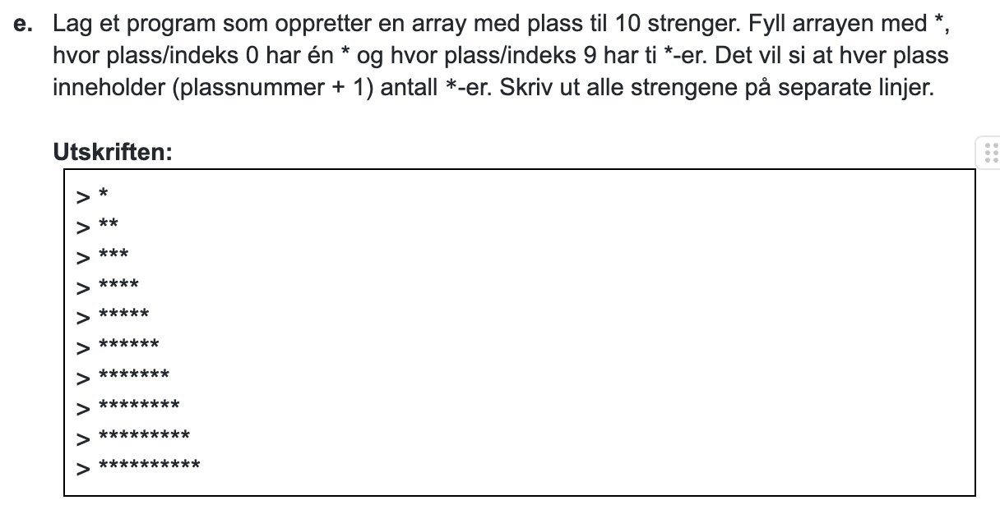 e. Lag et program som oppretter en array med plass til 10 strenger. Fyll arrayen med *,
hvor plass/indeks 0 har én * og hvor plass/indeks 9 har ti *-er. Det vil si at hver plass
inneholder (plassnummer + 1) antall *-er. Skriv ut alle strengene på separate linjer.
Utskriften:
> *
> **
> ***
> ****
> *****
> ******
> *******
> ********
> *********
> **********